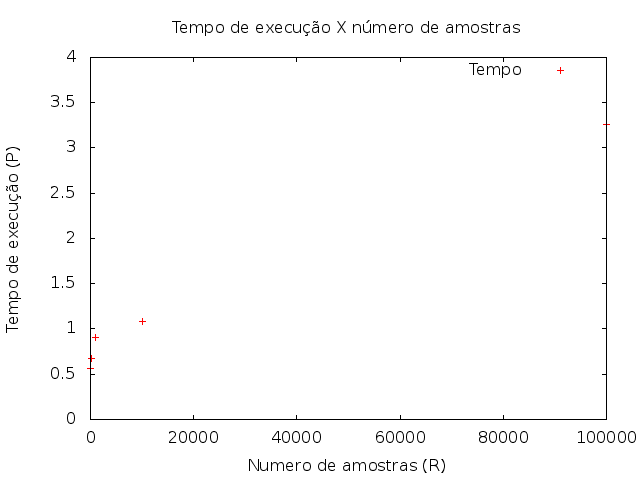 Tempo de execução X número de amostras
Tempo
4
3.5
3
2.5
2
1.5
1
0.5
0
Tempo de execução (P)
0 20000 40000 60000 80000 100000
Numero de amostras (R)